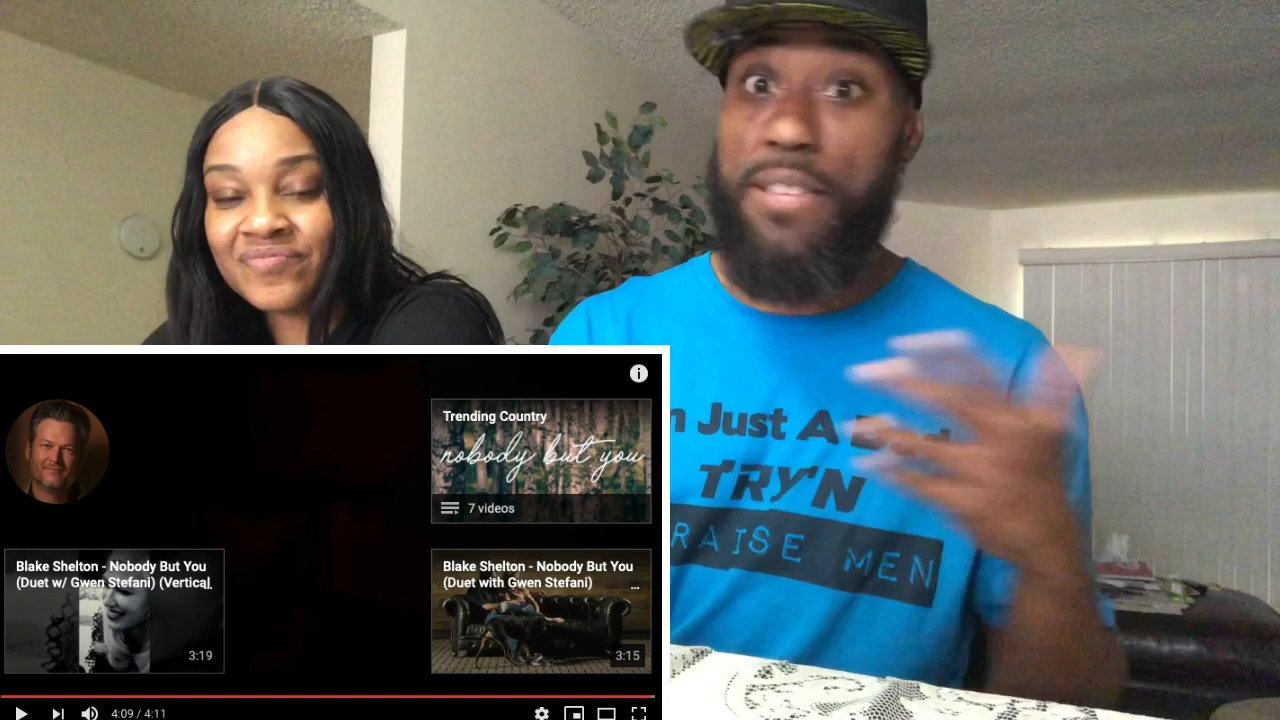 Trending Country
nobody but you
7 videos
Blake Shelton - Nobody But You
(Duet w/ Gwen Stefani) (Vertical..
3:19
Blake Shelton - Nobody But You
(Duet with Gwen Stefani) ...
3:15
4:09 / 4:11
Just A
TRY'N
RAISE MEN